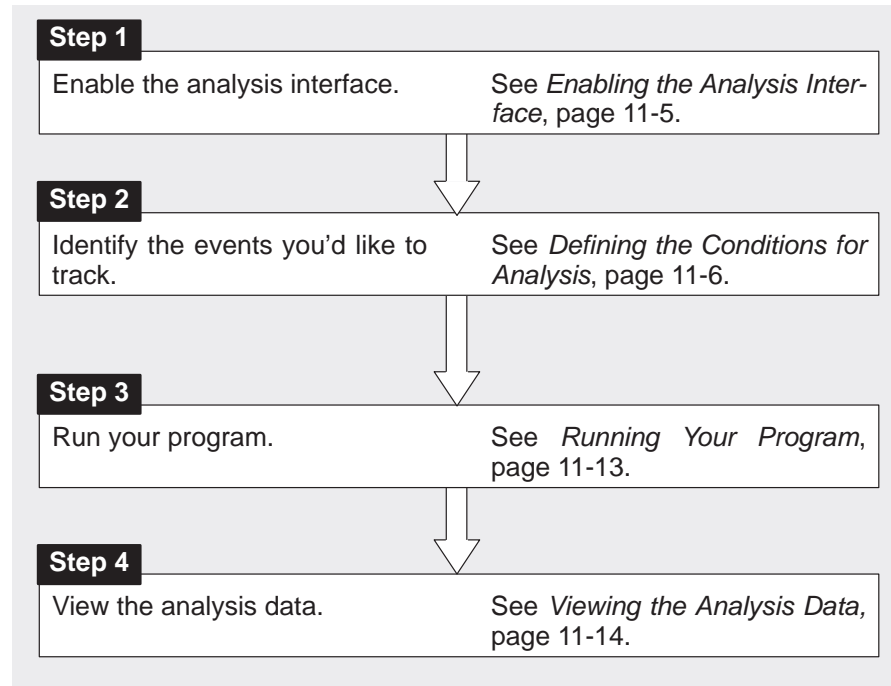 Step 1
Enable the analysis interface.
See Enabling the Analysis Inter-
face, page 11-5.
Step 2
Identify the events you’d like to
track.
See Defining the Conditions for
Analysis, page 11-6.
Step 3
Run your program.
See Running Your Program,
page 11-13.
Step 4
View the analysis data.
See Viewing the Analysis Data,
page 11-14.